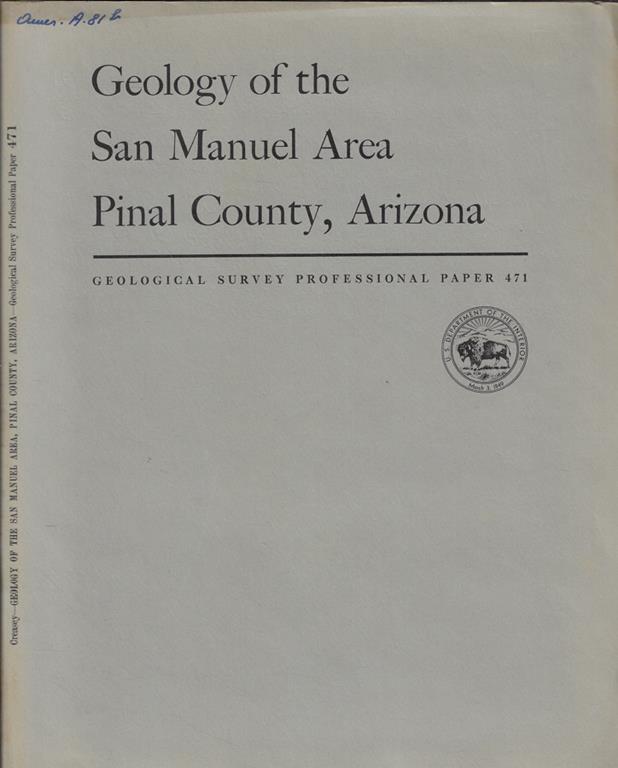 Amer. A. 81 b
Geology of the
San Manuel Area
Pinal County, Arizona
GEOLOGICAL SURVEY PROFESSIONAL PAPER 471
U.S. DEPARTMENT OF THE INTERIOR
March 3, 1849
Creasey—GEOLOGY OF THE SAN MANUEL AREA, PINAL COUNTY, ARIZONA—Geological Survey Professional Paper 471